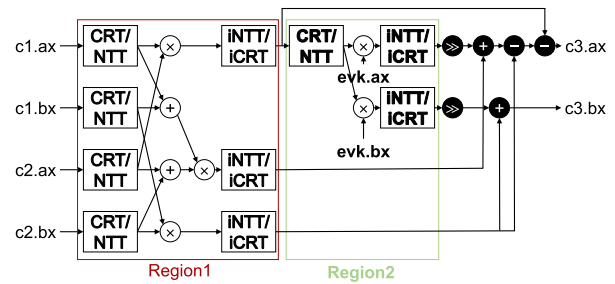 c1.ax
CRT/
NTT
×
iNTT/
iCRT
CRT/
NTT
×
iNTT/
iCRT
≫
+
−
−
c3.ax
evk.ax
c1.bx
CRT/
NTT
+
×
iNTT/
iCRT
≫
+
c3.bx
evk.bx
c2.ax
CRT/
NTT
+
×
iNTT/
iCRT
c2.bx
CRT/
NTT
×
iNTT/
iCRT
Region1
Region2